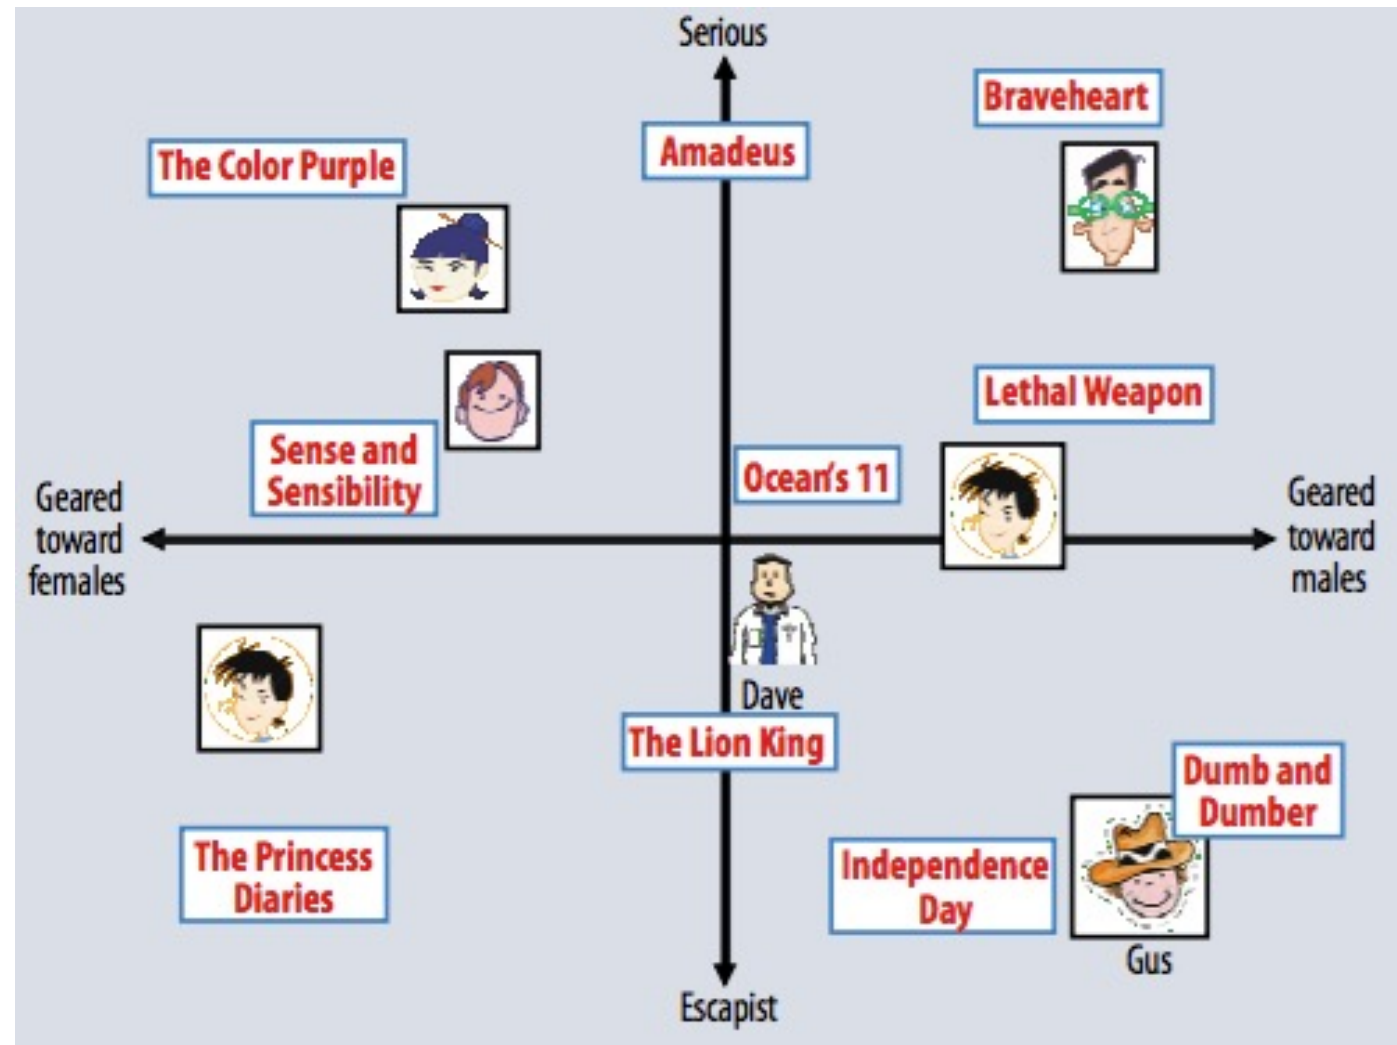 Serious
Braveheart
Amadeus
The Color Purple
Lethal Weapon
Sense and
Sensibility
Ocean's 11
Geared
toward
females
Geared
toward
males
Dave
The Lion King
Dumb and
Dumber
The Princess
Diaries
Independence
Day
Gus
Escapist